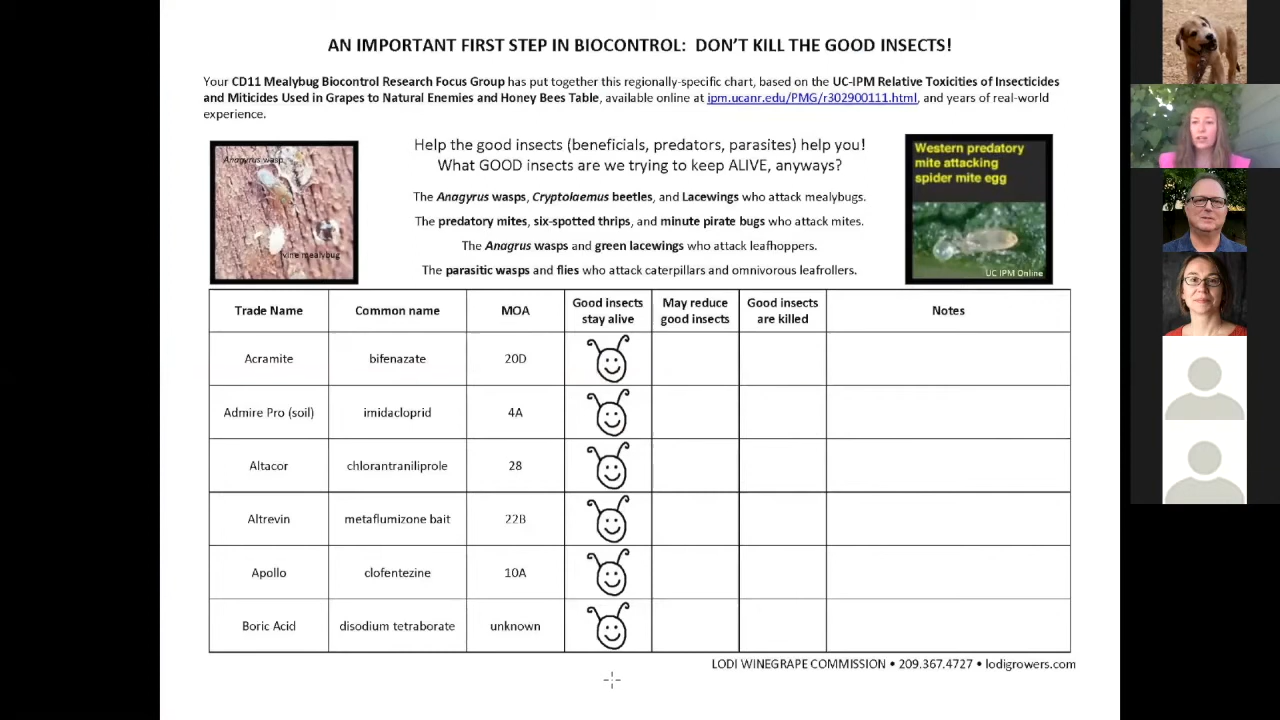 AN IMPORTANT FIRST STEP IN BIOCONTROL: DON'T KILL THE GOOD INSECTS!
Your CD11 Mealybug Biocontrol Research Focus Group has put together this regionally-specific chart, based on the UC-IPM Relative Toxicities of Insecticides
and Miticides Used in Grapes to Natural Enemies and Honey Bees Table, available online at ipm.ucanr.edu/PMG/r302900111.html, and years of real-world
experience.
Anagyrus wasp
vine mealybug
Help the good insects (beneficials, predators, parasites) help you!
What GOOD insects are we trying to keep ALIVE, anyways?
The Anagyrus wasps, Cryptolaemus beetles, and Lacewings who attack mealybugs.
The predatory mites, six-spotted thrips, and minute pirate bugs who attack mites.
The Anagrus wasps and green lacewings who attack leafhoppers.
The parasitic wasps and flies who attack caterpillars and omnivorous leafrollers.
Western predatory
mite attacking
spider mite egg
UC IPM Online
Trade Name Common name MOA Good insects stay alive May reduce good insects Good insects are killed Notes
Acramite bifenazate 20D
Admire Pro (soil) imidacloprid 4A
Altacor chlorantraniliprole 28
Altrevin metaflumizone bait 22B
Apollo clofentezine 10A
Boric Acid disodium tetraborate unknown
LODI WINEGRAPE COMMISSION • 209.367.4727 • lodigrowers.com